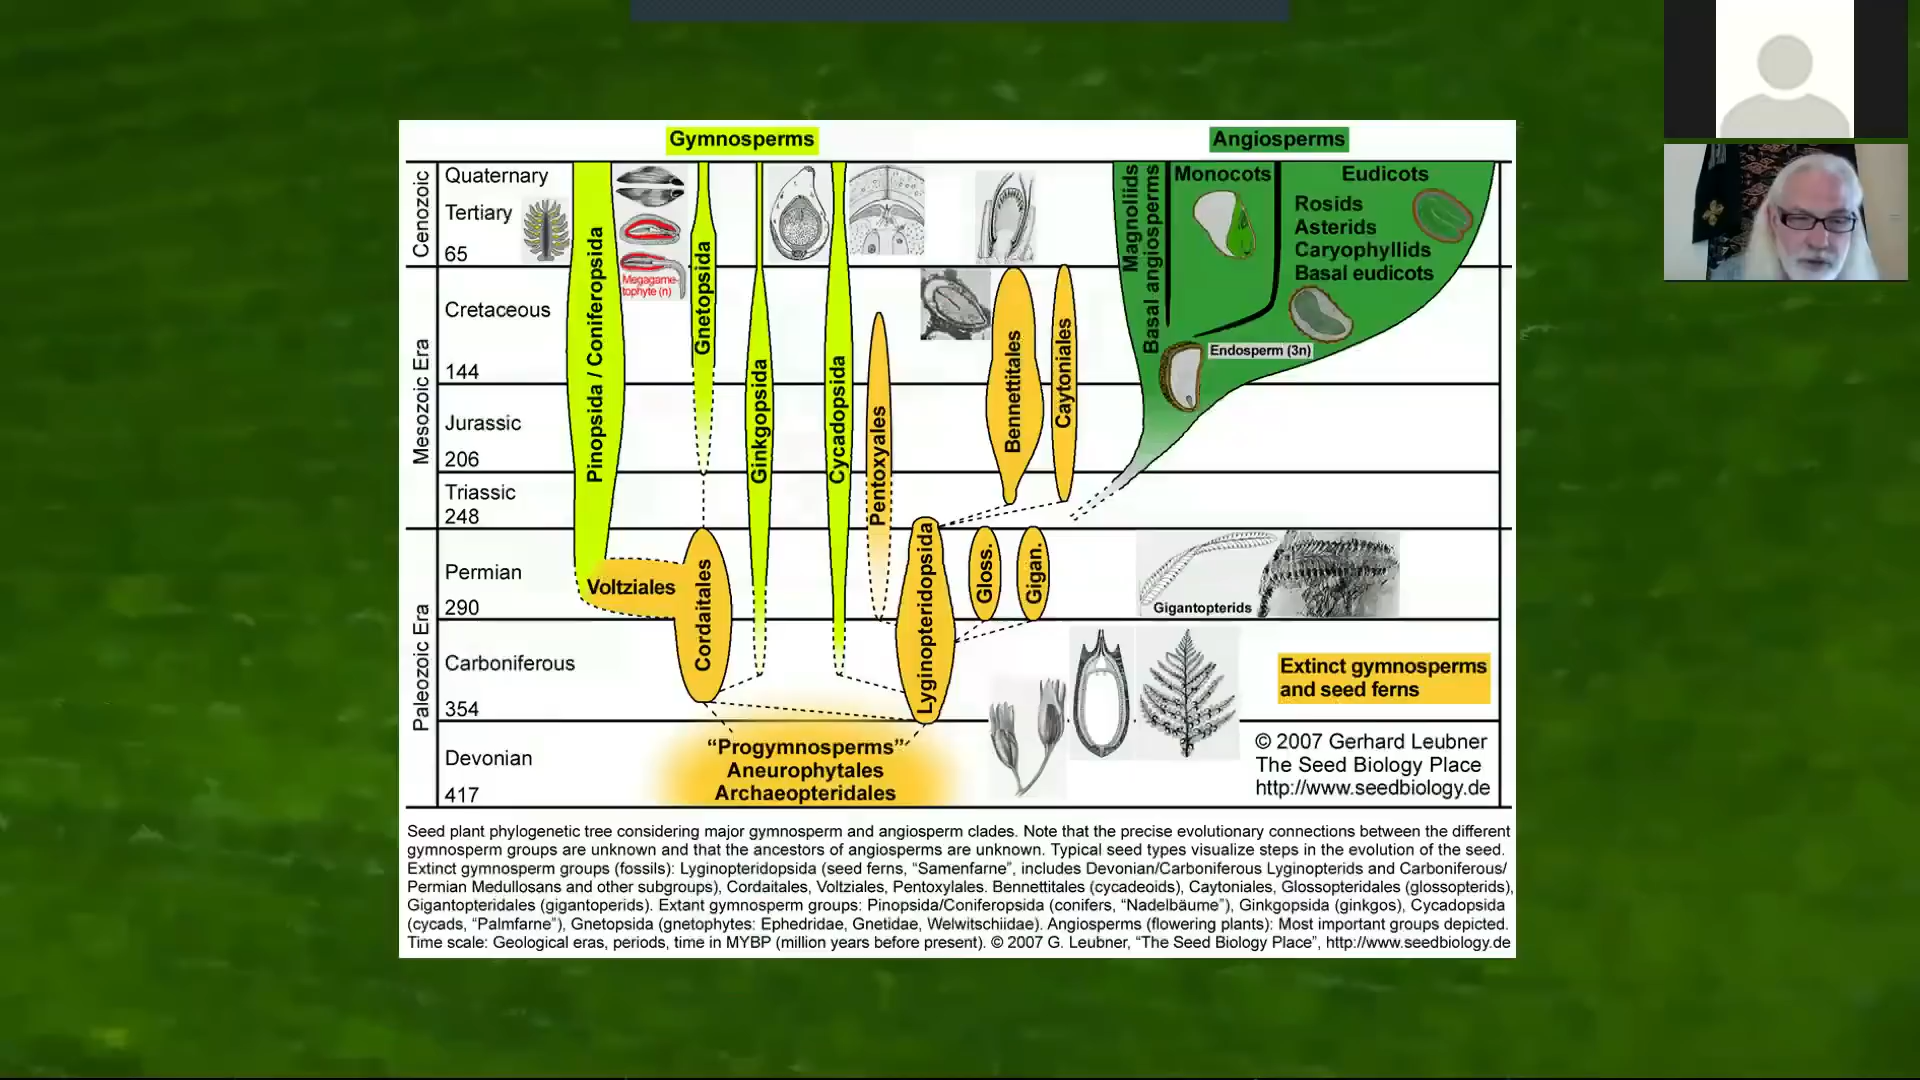 Gymnosperms
Angiosperms
Cenozoic
Quaternary
Tertiary
65
Mesozoic Era
Cretaceous
144
Jurassic
206
Triassic
248
Paleozoic Era
Permian
290
Carboniferous
354
Devonian
417
Pinopsida / Coniferopsida
Megagame-
tophyte (n)
Gnetopsida
Ginkgopsida
Cycadopsida
Pentoxyales
Bennettitales
Caytoniales
Magnoliids
Basal angiosperms
Monocots
Eudicots
Rosids
Asterids
Caryophyllids
Basal eudicots
Endosperm (3n)
Voltziales
Cordaitales
Lyginopteridopsida
Gloss.
Gigan.
Gigantopterids
Extinct gymnosperms
and seed ferns
“Progymnosperms”
Aneurophytales
Archaeopteridales
© 2007 Gerhard Leubner
The Seed Biology Place
http://www.seedbiology.de
Seed plant phylogenetic tree considering major gymnosperm and angiosperm clades. Note that the precise evolutionary connections between the different
gymnosperm groups are unknown and that the ancestors of angiosperms are unknown. Typical seed types visualize steps in the evolution of the seed.
Extinct gymnosperm groups (fossils): Lyginopteridopsida (seed ferns, “Samenfarne”, includes Devonian/Carboniferous Lyginopterids and Carboniferous/
Permian Medullosans and other subgroups), Cordaitales, Voltziales, Pentoxylales. Bennettitales (cycadeoids), Caytoniales, Glossopteridales (glossopterids),
Gigantopteridales (gigantoperids). Extant gymnosperm groups: Pinopsida/Coniferopsida (conifers, “Nadelbäume”), Ginkgopsida (ginkgos), Cycadopsida
(cycads, “Palmfarne”), Gnetopsida (gnetophytes: Ephedridae, Gnetidae, Welwitschiidae). Angiosperms (flowering plants): Most important groups depicted.
Time scale: Geological eras, periods, time in MYBP (million years before present). © 2007 G. Leubner, “The Seed Biology Place”, http://www.seedbiology.de